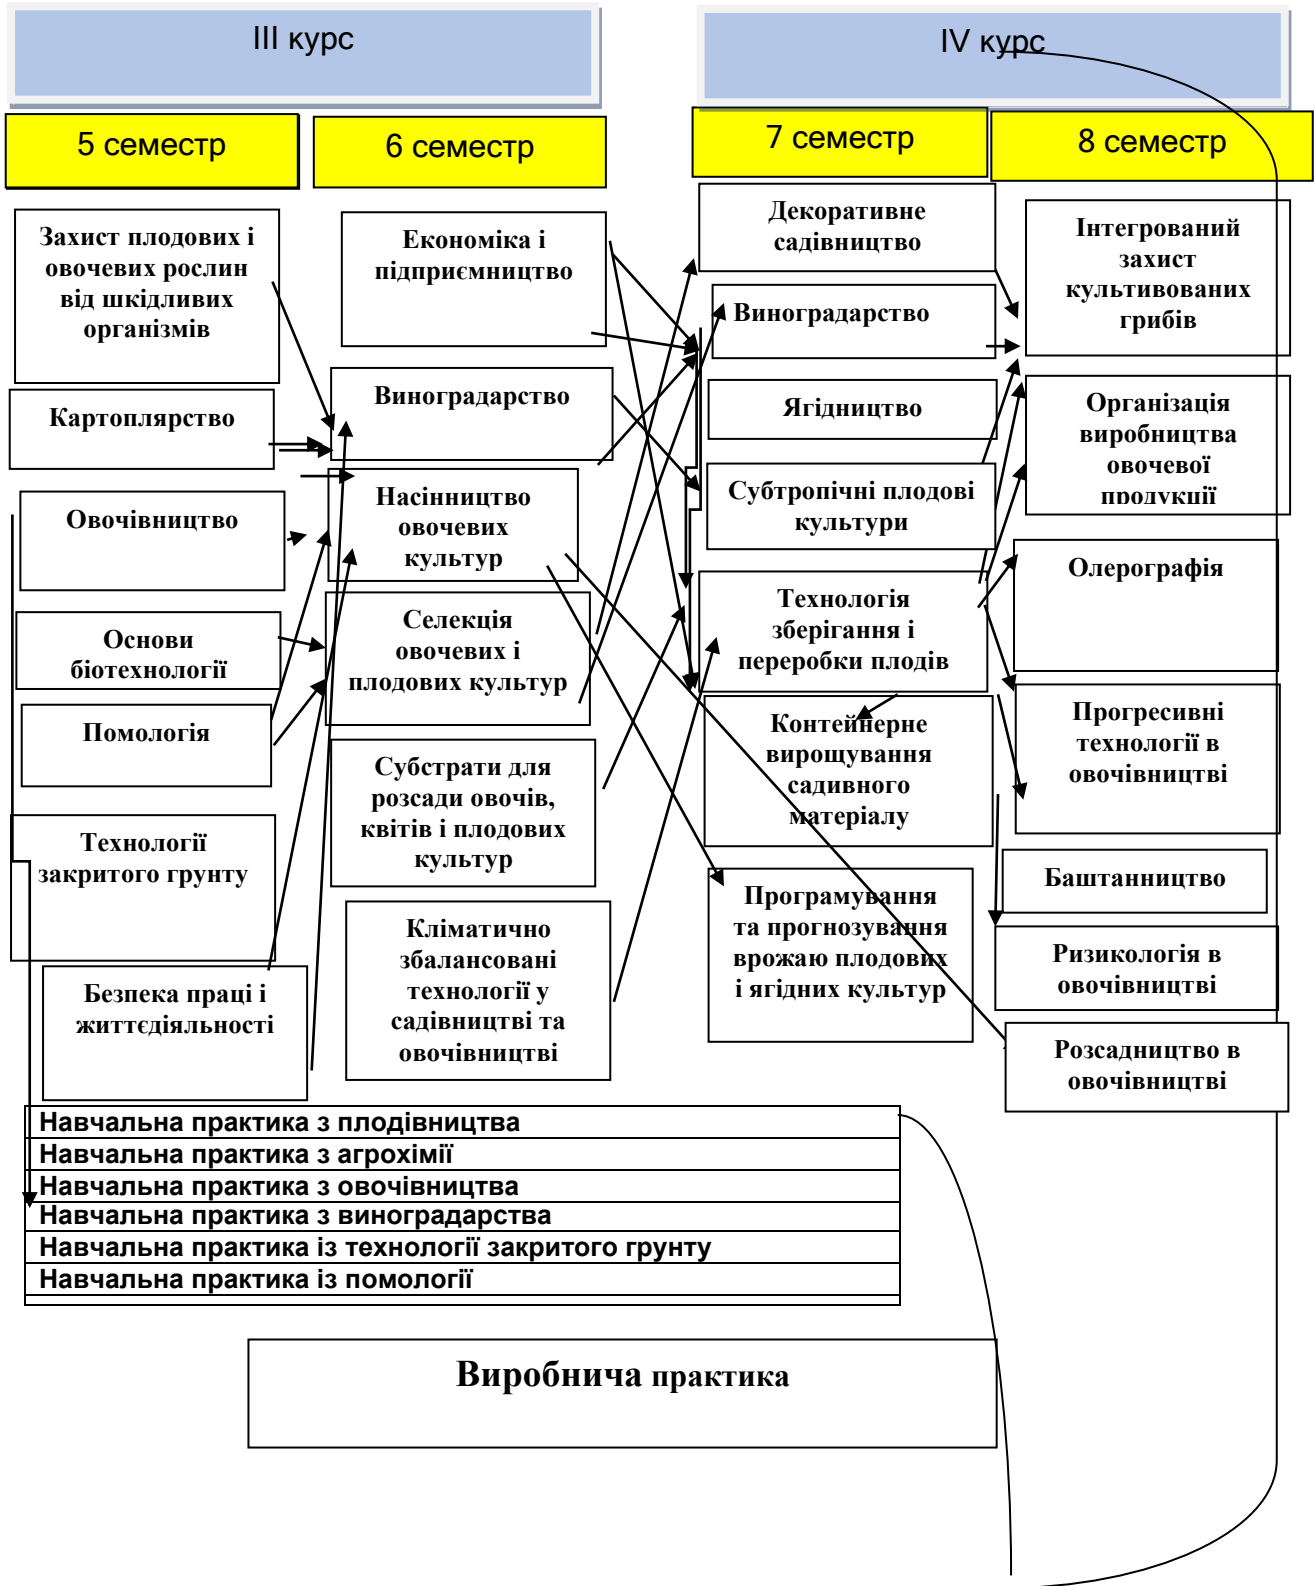 III курс
IV курс
5 семестр
6 семестр
7 семестр
8 семестр
Захист плодових і
овочевих рослин
від шкідливих
організмів
Картоплярство
Овочівництво
Основи
біотехнології
Помологія
Технології
закритого грунту
Безпека праці і
життєдіяльності
Економіка і
підприємництво
Виноградарство
Насінництво
овочевих
культур
Селекція
овочевих і
плодових культур
Субстрати для
розсади овочів,
квітів і плодових
культур
Кліматично
збалансовані
технології у
садівництві та
овочівництві
Декоративне
садівництво
Виноградарство
Ягідництво
Субтропічні плодові
культури
Технологія
зберігання і
переробки плодів
Контейнерне
вирощування
садивного
матеріалу
Програмування
та прогнозування
врожаю плодових
і ягідних культур
Інтегрований
захист
культивованих
грибів
Організація
виробництва
овочевої
продукції
Олерографія
Прогресивні
технології в
овочівництві
Баштанництво
Ризикологія в
овочівництві
Розсадництво в
овочівництві
Навчальна практика з плодівництва
Навчальна практика з агрохімії
Навчальна практика з овочівництва
Навчальна практика з виноградарства
Навчальна практика із технології закритого грунту
Навчальна практика із помології
Виробнича практика